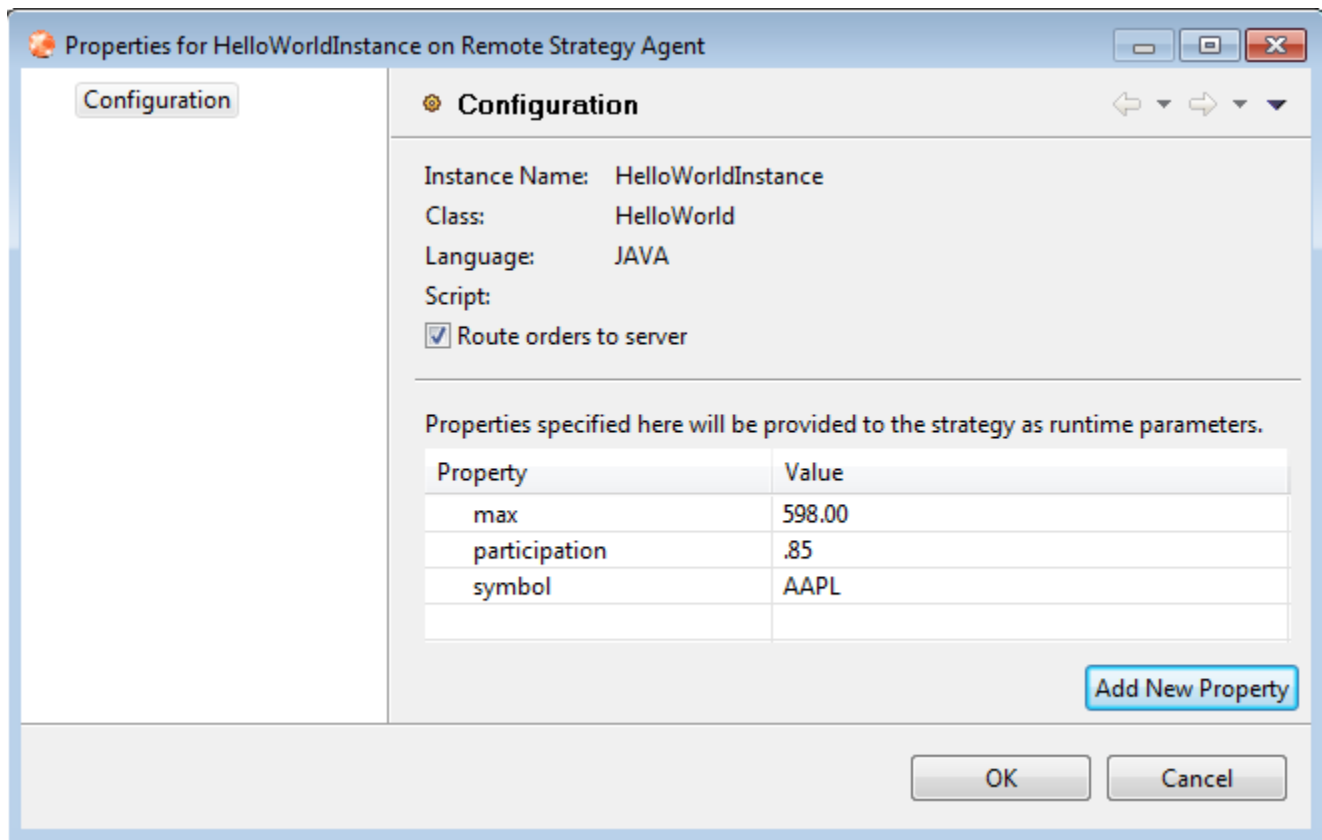 Properties for HelloWorldInstance on Remote Strategy Agent
Configuration
Configuration
Instance Name: HelloWorldInstance
Class: HelloWorld
Language: JAVA
Script:
Route orders to server
Properties specified here will be provided to the strategy as runtime parameters.
Property Value
max 598.00
participation .85
symbol AAPL
Add New Property
OK Cancel